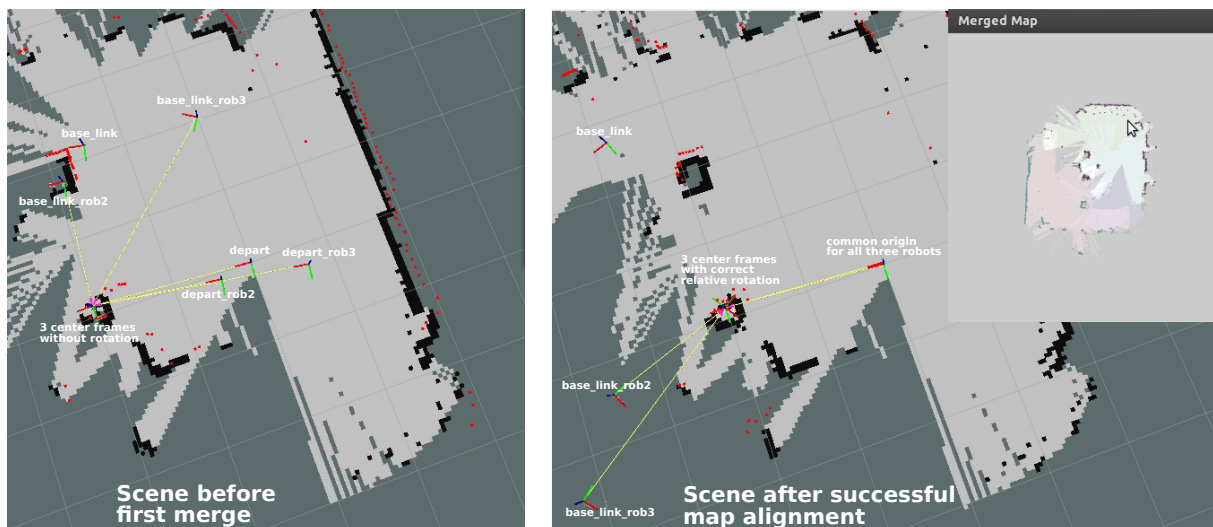 base_link_rob3
base_link
base_link_rob2
depart
depart_rob3
depart_rob2
3 center frames
without rotation
Scene before
first merge
Merged Map
base_link
common origin
for all three robots
3 center frames
with correct
relative rotation
base_link_rob2
base_link_rob3
Scene after successful
map alignment